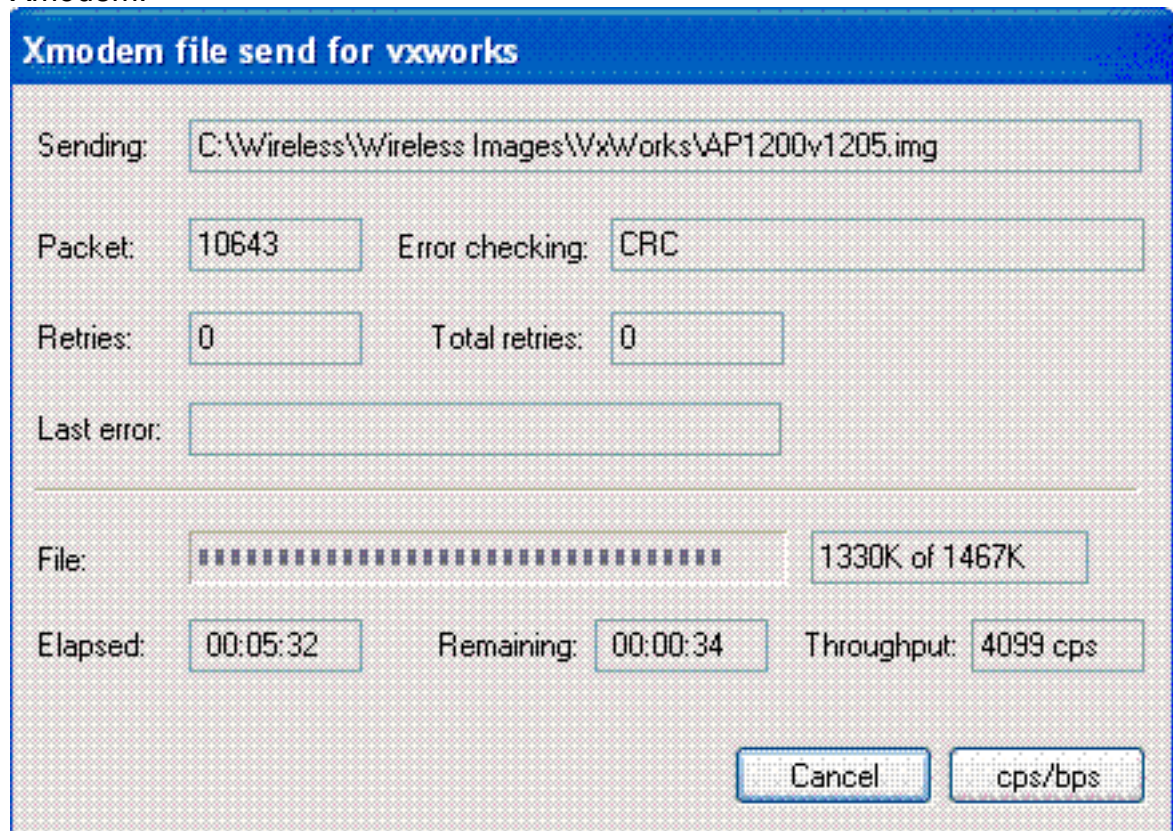 Xmodem file send for vxworks
Sending: C:\Wireless\Wireless Images\VxWorks\AP1200v1205.img
Packet: 10643 Error checking: CRC
Retries: 0 Total retries: 0
Last error:
File: 1330K of 1467K
Elapsed: 00:05:32 Remaining: 00:00:34 Throughput: 4099 cps
Cancel cps/bps